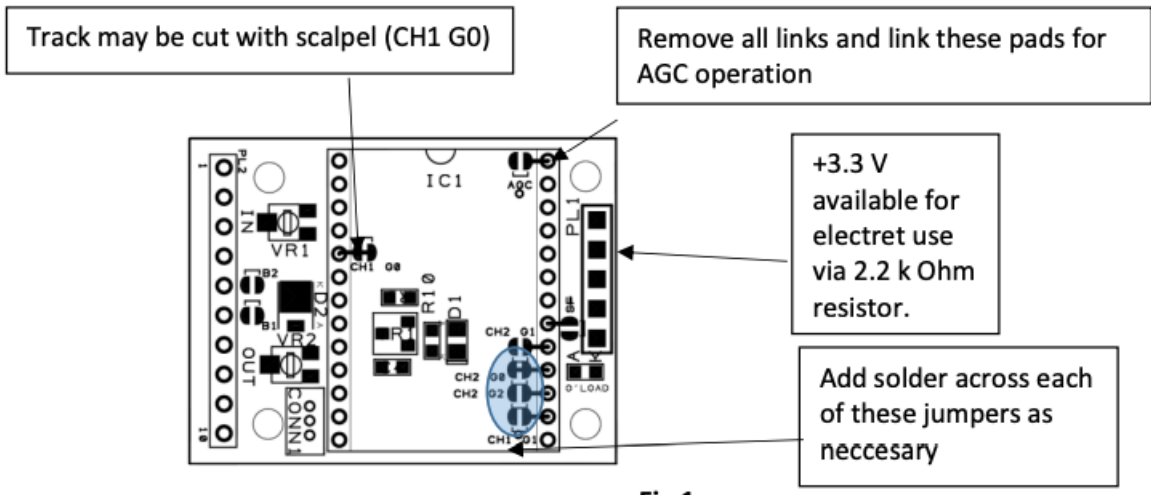 Track may be cut with scalpel (CH1 G0)
Remove all links and link these pads for
AGC operation
+3.3 V
available for
electret use
via 2.2 k Ohm
resistor.
Add solder across each
of these jumpers as
neccesary
1
PL2
IN
VR1
B2
B1
K
D2
A
VR2
OUT
CONN1
10
IC1
AGC
CH1 G0
R10
D1
R1
PL1
CH2 G1
CH2 G0
CH2 G2
CH1 G1
A
K
O'LOAD